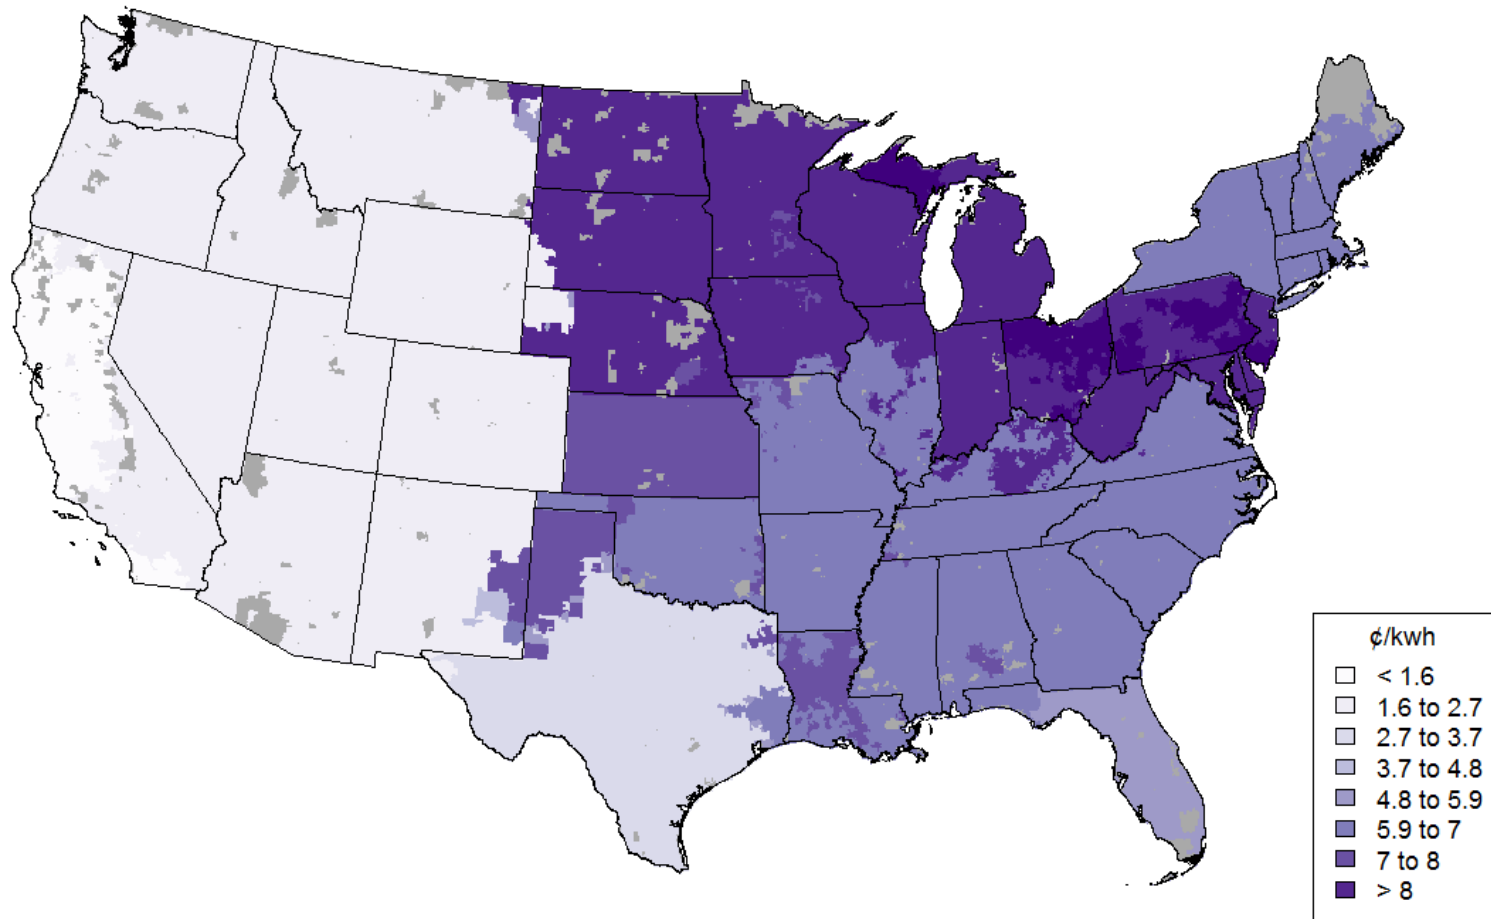 ¢/kwh
< 1.6
1.6 to 2.7
2.7 to 3.7
3.7 to 4.8
4.8 to 5.9
5.9 to 7
7 to 8
> 8